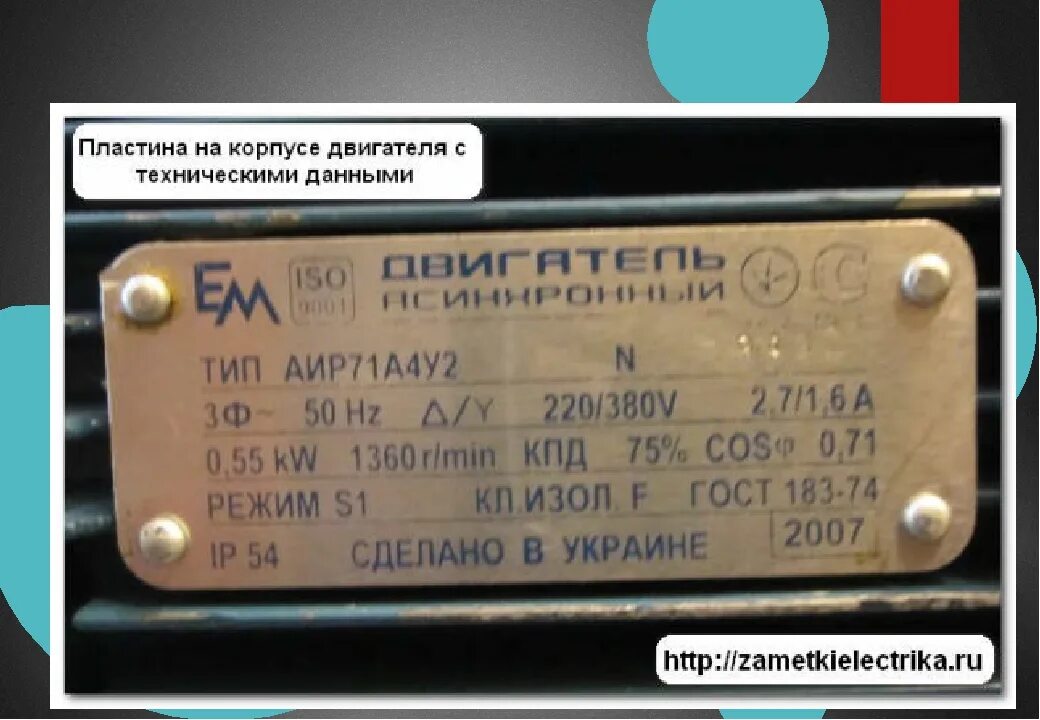 Пластина на корпусе двигателя с
техническими данными
ЕМ ISO 9001 ДВИГАТЕЛЬ
АСИНХРОННЫЙ
ТИП АИР71А4У2 N
3Ф~ 50 Hz Δ/Y 220/380V 2,7/1,6 A
0,55 kW 1360 r/min КПД 75% COSφ 0,71
РЕЖИМ S1 КЛ.ИЗОЛ. F ГОСТ 183-74
IP 54 СДЕЛАНО В УКРАИНЕ 2007
http://zametkielectrika.ru